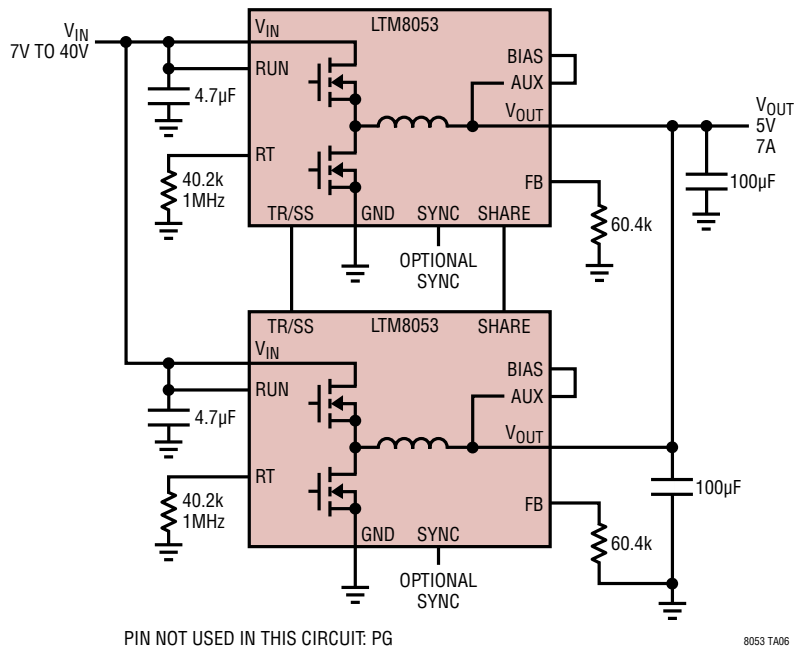 LTM8053
VIN
7V TO 40V
VIN
RUN
4.7µF
RT
40.2k
1MHz
BIAS
AUX
VOUT
VOUT
5V
7A
100µF
FB
60.4k
TR/SS
GND
SYNC
SHARE
OPTIONAL
SYNC
TR/SS
LTM8053
SHARE
VIN
RUN
4.7µF
RT
40.2k
1MHz
BIAS
AUX
VOUT
100µF
FB
60.4k
GND
SYNC
OPTIONAL
SYNC
PIN NOT USED IN THIS CIRCUIT: PG
8053 TA06